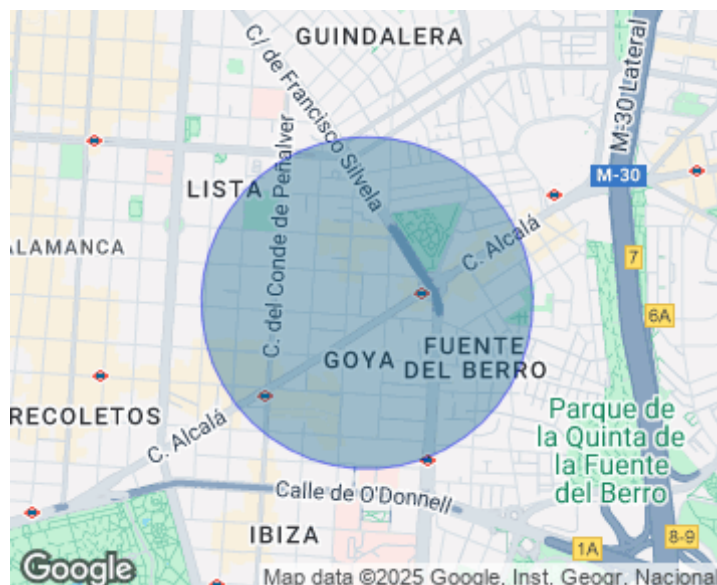 GUINDALERA
C/ de Francisco Silvela
M-30 Lateral
M-30
LISTA
C. del Conde de Peñalver
ALAMANCA
C. Alcalá
7
6A
GOYA
FUENTE
DEL BERRO
RECOLETOS
C. Alcalá
Parque de
la Quinta de
la Fuente
del Berro
Calle de O'Donnell
IBIZA
1A
8-9
Google
Map data ©2025 Google, Inst. Geogr. Nacional